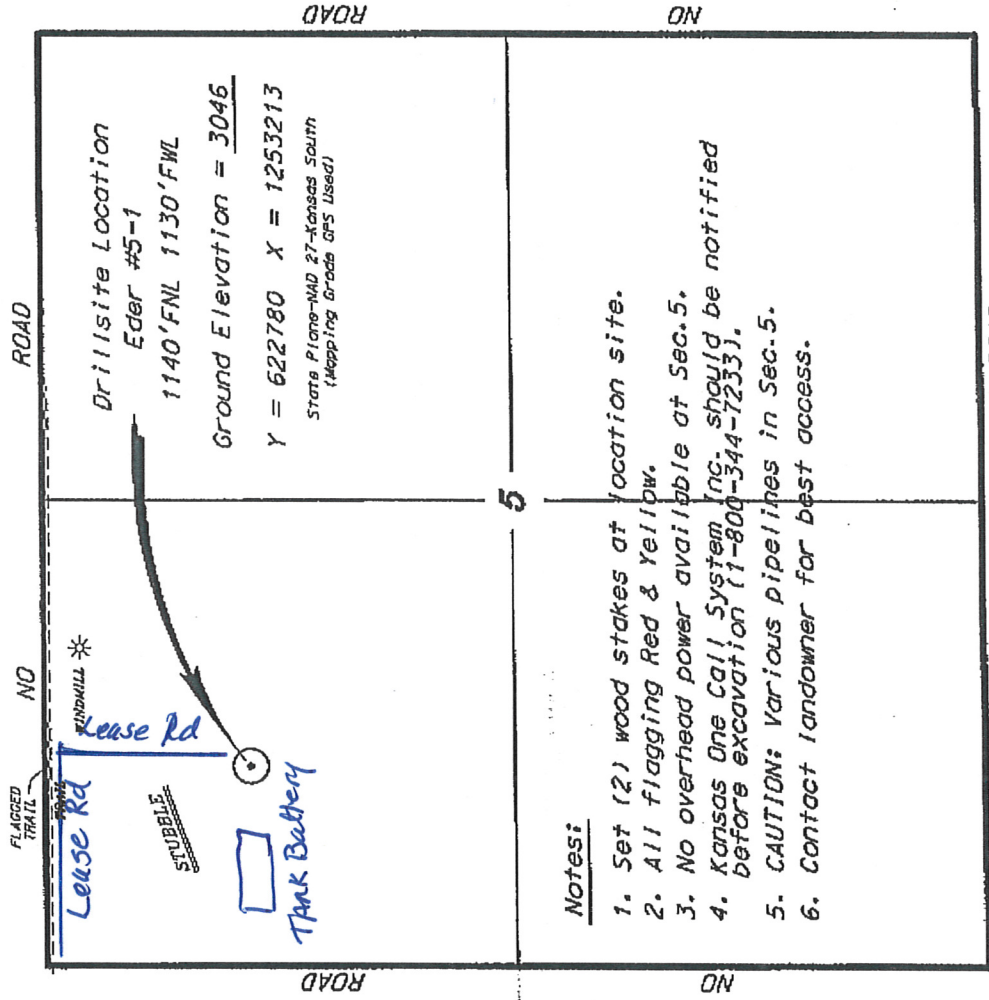 ROAD
NO
ROAD
NO
FLAGGED
TRAIL
WINDMILL
Lease Rd
Lease Rd
STUBBLE
Tank Battery
Drillsite Location
Eder #5-1
1140'FNL 1130'FWL
Ground Elevation = 3046
Y = 622780 X = 1253213
State Plane-NAD 27-Kansas South
(Mapping Grade GPS Used)
5
ROAD
NO
Notes:
1. Set (2) wood stakes at location site.
2. All flagging Red & Yellow.
3. No overhead power available at Sec.5.
4. Kansas One Call System Inc. should be notified
before excavation (1-800-344-7233).
5. CAUTION: Various pipelines in Sec.5.
6. Contact landowner for best access.